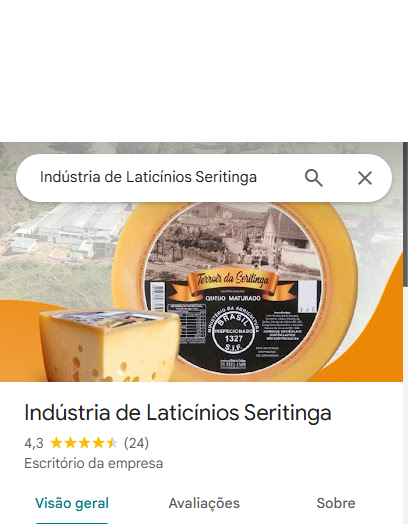 Indústria de Laticínios Seritinga
Terroir da Seritinga
QUEIJO MATURADO
MINISTÉRIO DA AGRICULTURA
BRASIL
INSPECIONADO
1327
S.I.F.
Indústria de Laticínios Seritinga
4,3 (24)
Escritório da empresa
Visão geral
Avaliações
Sobre